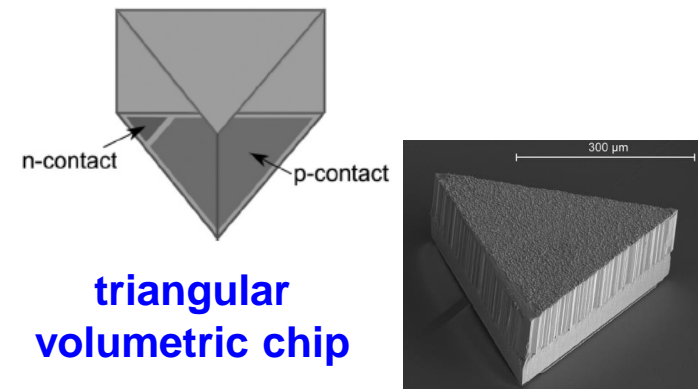 n-contact
p-contact
300 µm
triangular
volumetric chip